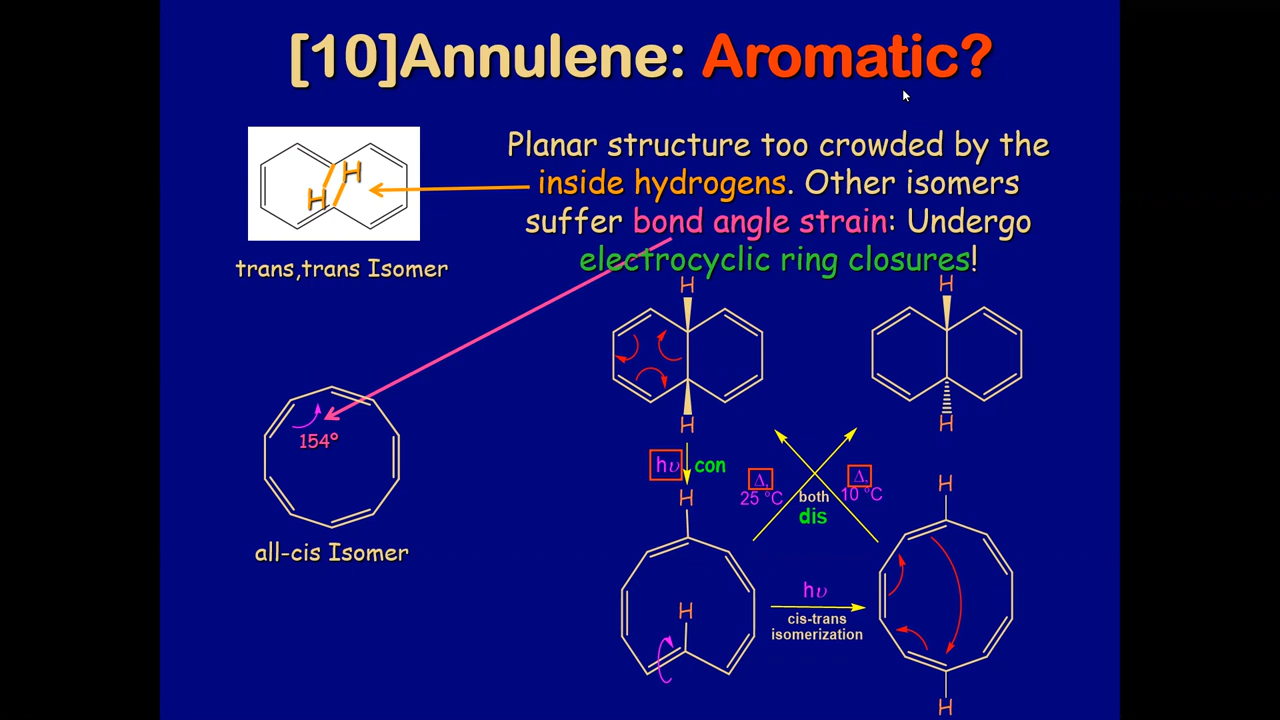 [10]Annulene: Aromatic?
Planar structure too crowded by the
inside hydrogens. Other isomers
suffer bond angle strain: Undergo
electrocyclic ring closures!
H
H
trans,trans Isomer
154º
all-cis Isomer
H
H
H
H
hυ con
Δ,
25 °C
both
dis
Δ,
10 °C
H
H
hυ
cis-trans
isomerization
H
H